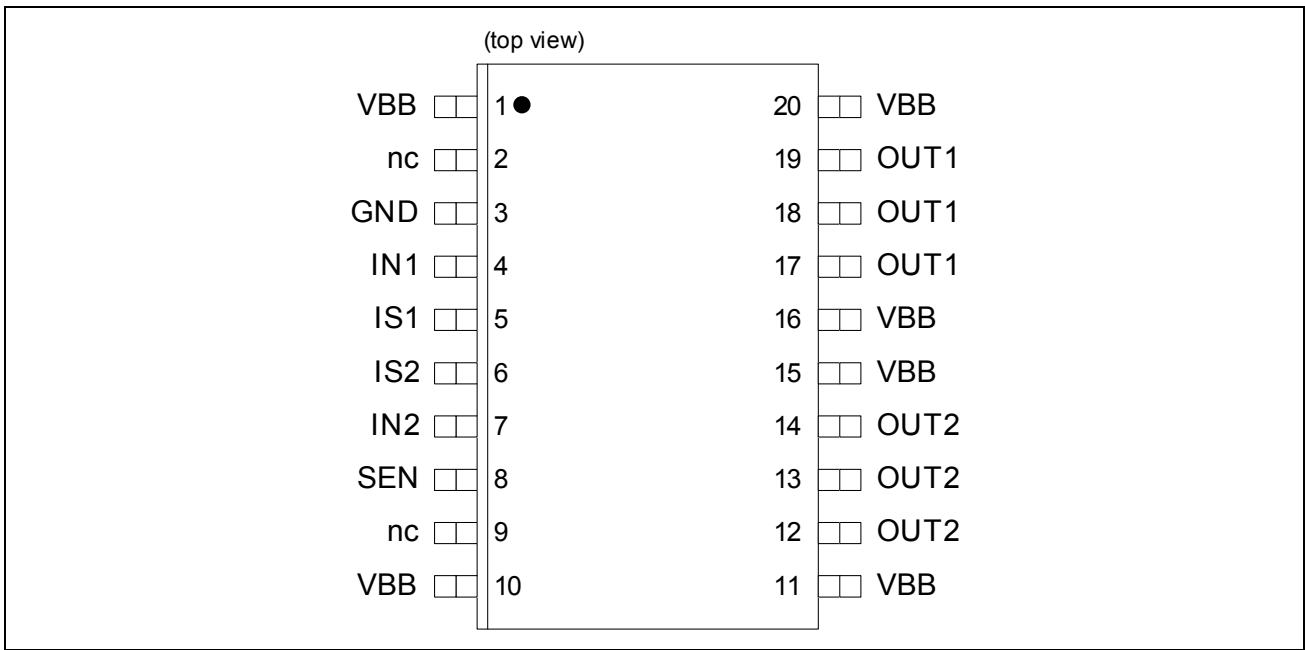 (top view)
VBB 1 20 VBB
nc 2 19 OUT1
GND 3 18 OUT1
IN1 4 17 OUT1
IS1 5 16 VBB
IS2 6 15 VBB
IN2 7 14 OUT2
SEN 8 13 OUT2
nc 9 12 OUT2
VBB 10 11 VBB